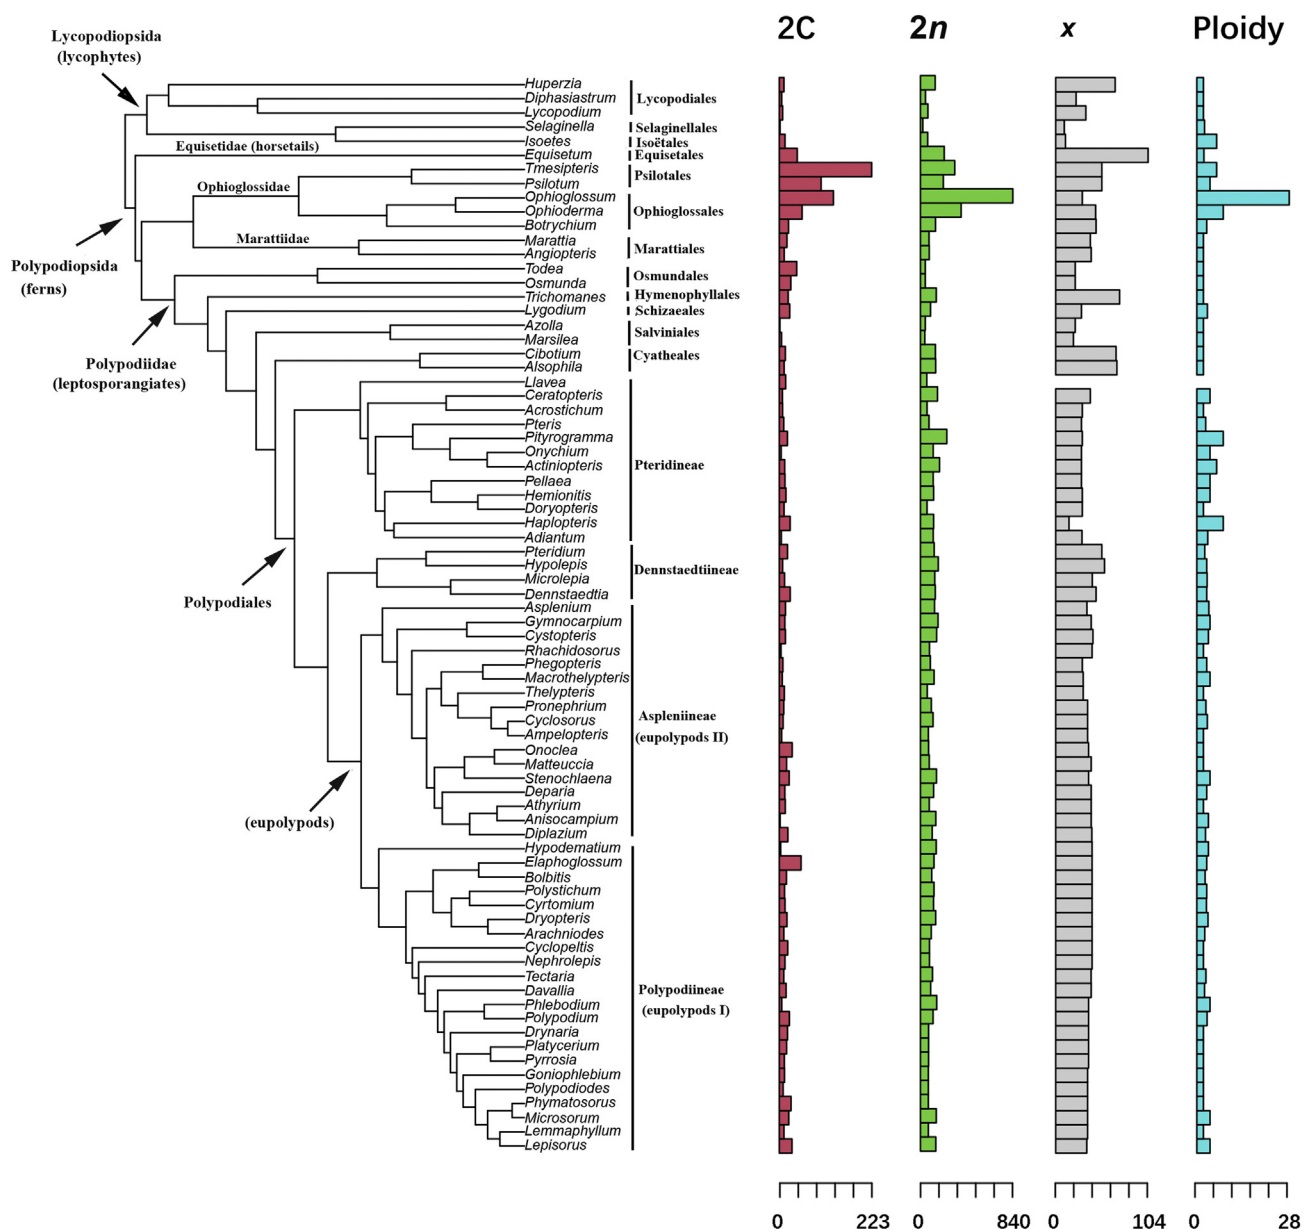 2C 2n x Ploidy
Lycopodiopsida
(lycophytes)
Huperzia
Diphasiastrum
Lycopodium
Lycopodiales
Selaginella
Selaginellales
Isoetes
Isoëtales
Equisetidae (horsetails)
Equisetum
Equisetales
Tmesipteris
Psilotum
Psilotales
Ophioglossidae
Ophioglossum
Ophioderma
Botrychium
Ophioglossales
Marattiidae
Marattia
Angiopteris
Marattiales
Polypodiopsida
(ferns)
Todea
Osmunda
Osmundales
Trichomanes
Hymenophyllales
Lygodium
Schizaeales
Azolla
Marsilea
Salviniales
Cibotium
Alsophila
Cyatheales
Polypodiidae
(leptosporangiates)
Llavea
Ceratopteris
Acrostichum
Pteris
Pityrogramma
Onychium
Actiniopteris
Pteridineae
Pellaea
Hemionitis
Doryopteris
Haplopteris
Adiantum
Pteridium
Hypolepis
Microlepia
Dennstaedtia
Dennstaedtiineae
Polypodiales
Asplenium
Gymnocarpium
Cystopteris
Rhachidosorus
Phegopteris
Macrothelypteris
Thelypteris
Pronephrium
Cyclosorus
Ampelopteris
Aspleniineae
(eupolypods II)
Onoclea
Matteuccia
Stenochlaena
Deparia
Athyrium
Anisocampium
Diplazium
(eupolypods)
Hypodematium
Elaphoglossum
Bolbitis
Polystichum
Cyrtomium
Dryopteris
Arachniodes
Cyclopeltis
Nephrolepis
Tectaria
Davallia
Phlebodium
Polypodium
Polypodiineae
(eupolypods I)
Drynaria
Platycerium
Pyrrosia
Goniophlebium
Polypodiodes
Phymatosorus
Microsorum
Lemmaphyllum
Lepisorus
0 223 0 840 0 104 0 28